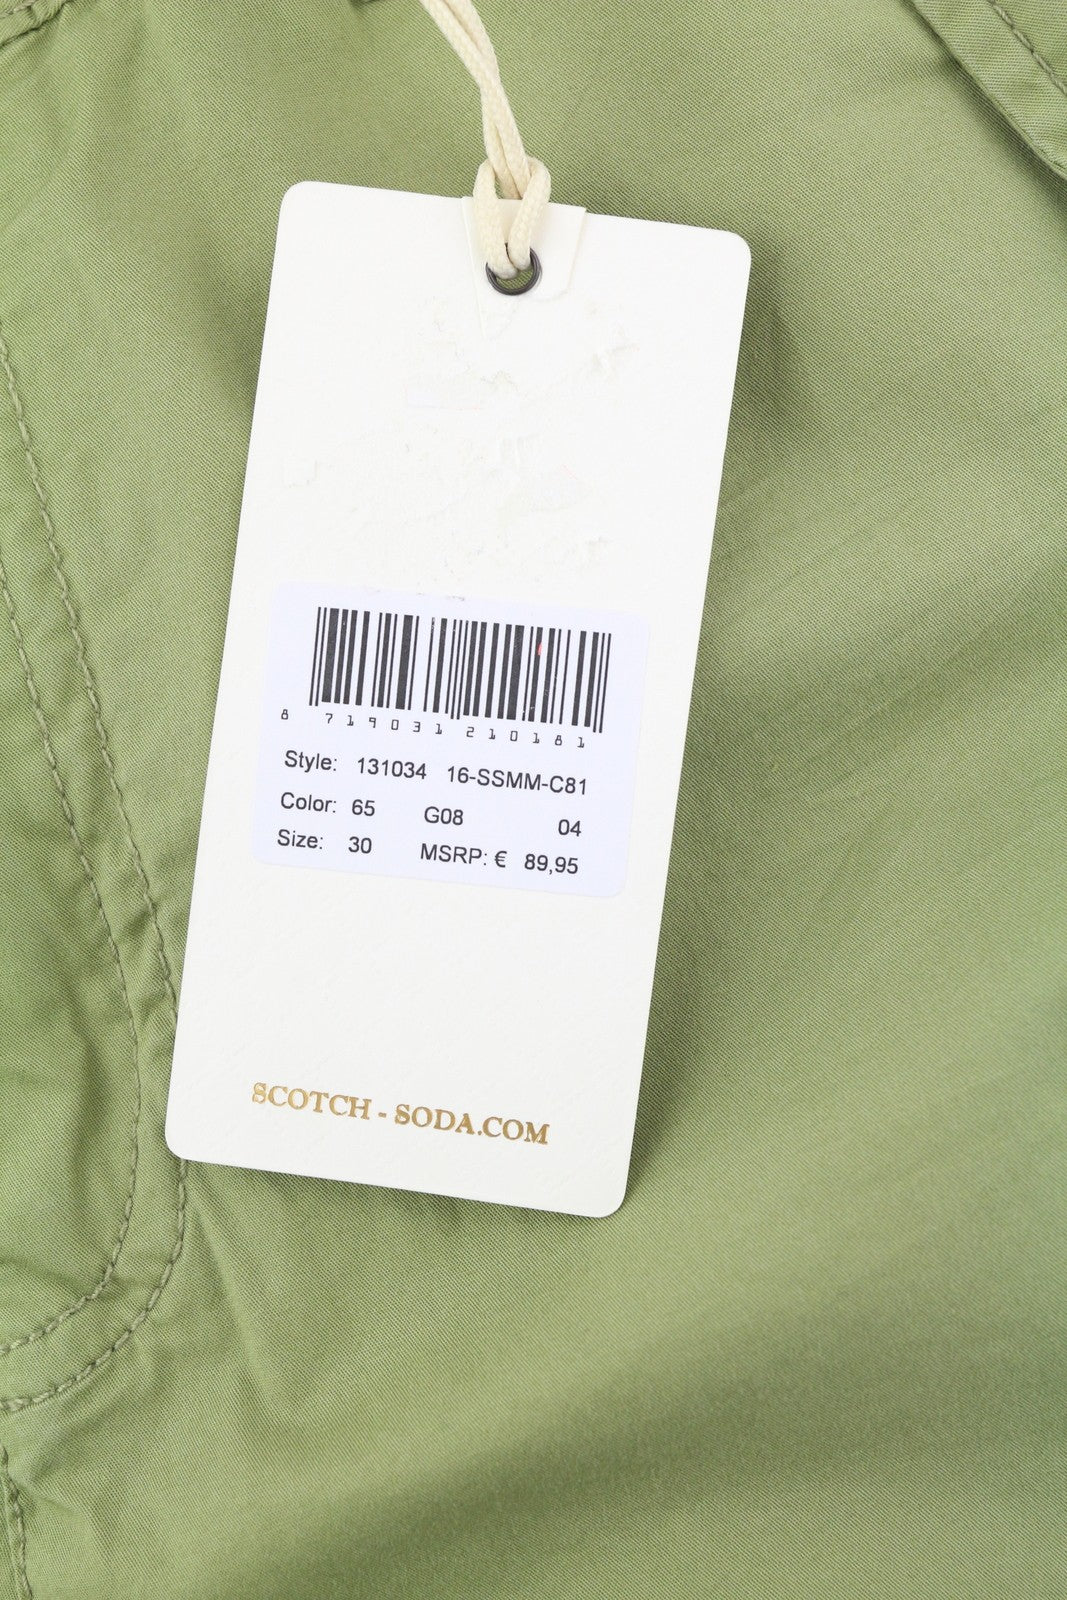 8 719031 210181
Style: 131034 16-SSMM-C81
Color: 65 G08 04
Size: 30 MSRP: € 89,95
SCOTCH - SODA.COM